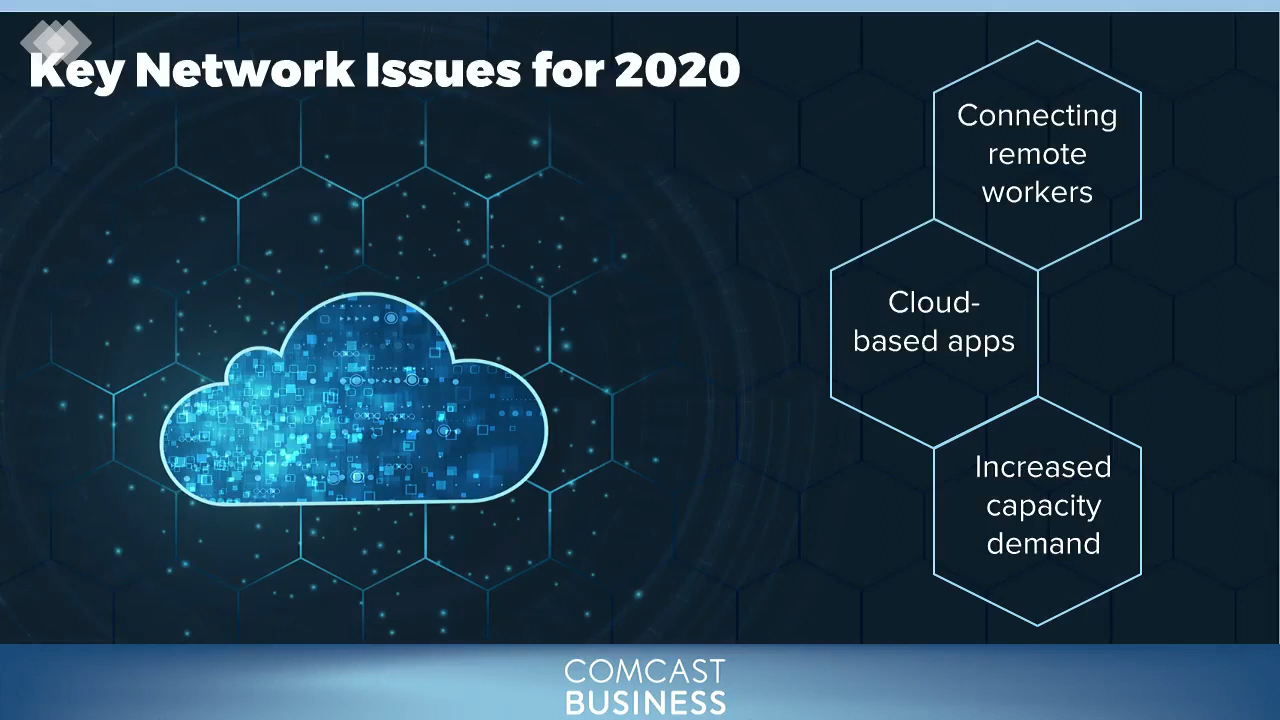 Key Network Issues for 2020
Connecting
remote
workers
Cloud-
based apps
Increased
capacity
demand
COMCAST
BUSINESS